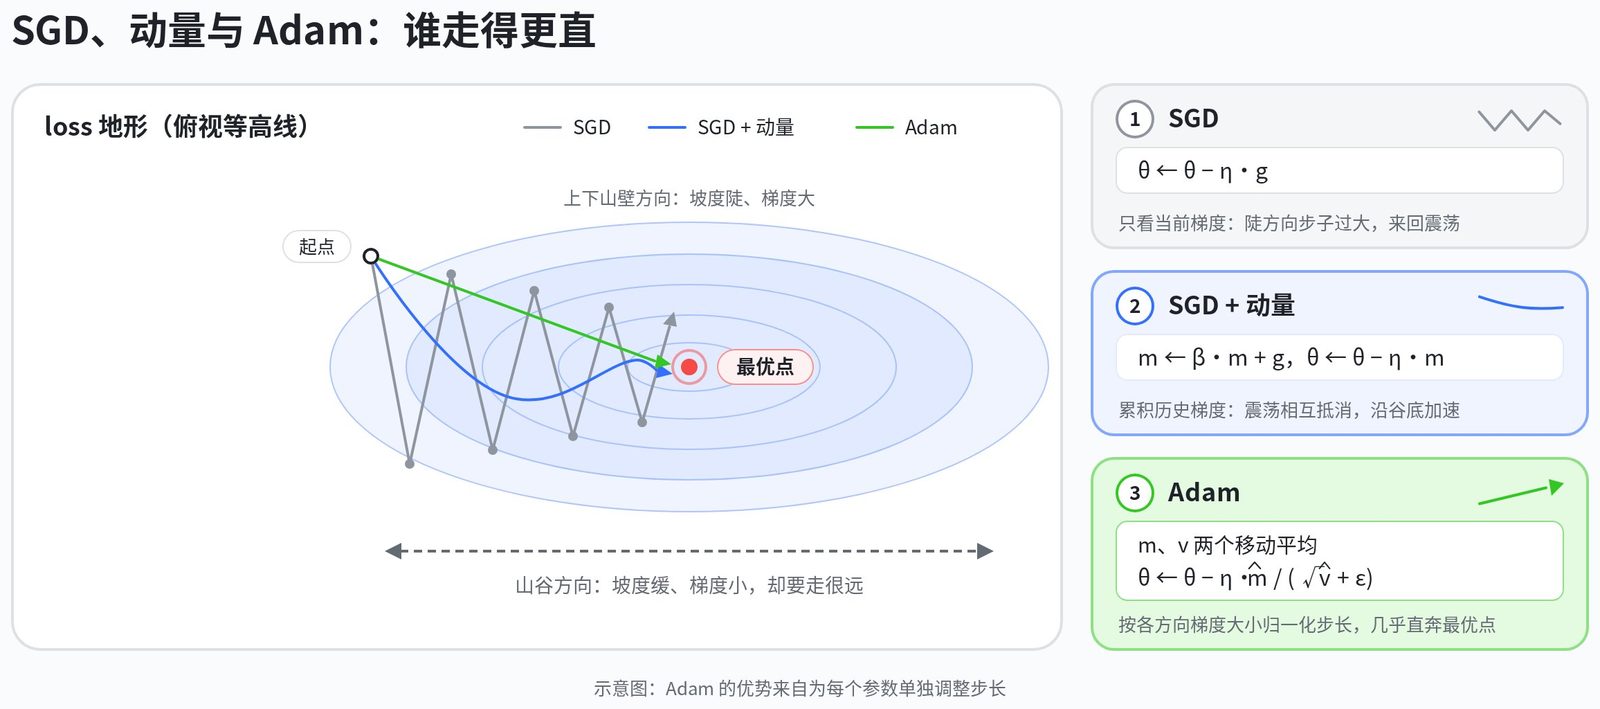 SGD、动量与 Adam：谁走得更直
loss 地形（俯视等高线）
SGD
SGD + 动量
Adam
上下山壁方向：坡度陡、梯度大
起点
最优点
山谷方向：坡度缓、梯度小，却要走很远
1 SGD
θ ← θ − η · g
只看当前梯度：陡方向步子过大，来回震荡
2 SGD + 动量
m ← β · m + g，θ ← θ − η · m
累积历史梯度：震荡相互抵消，沿谷底加速
3 Adam
m、v 两个移动平均
θ ← θ − η · m̂ / ( √v̂ + ε)
按各方向梯度大小归一化步长，几乎直奔最优点
示意图：Adam 的优势来自为每个参数单独调整步长